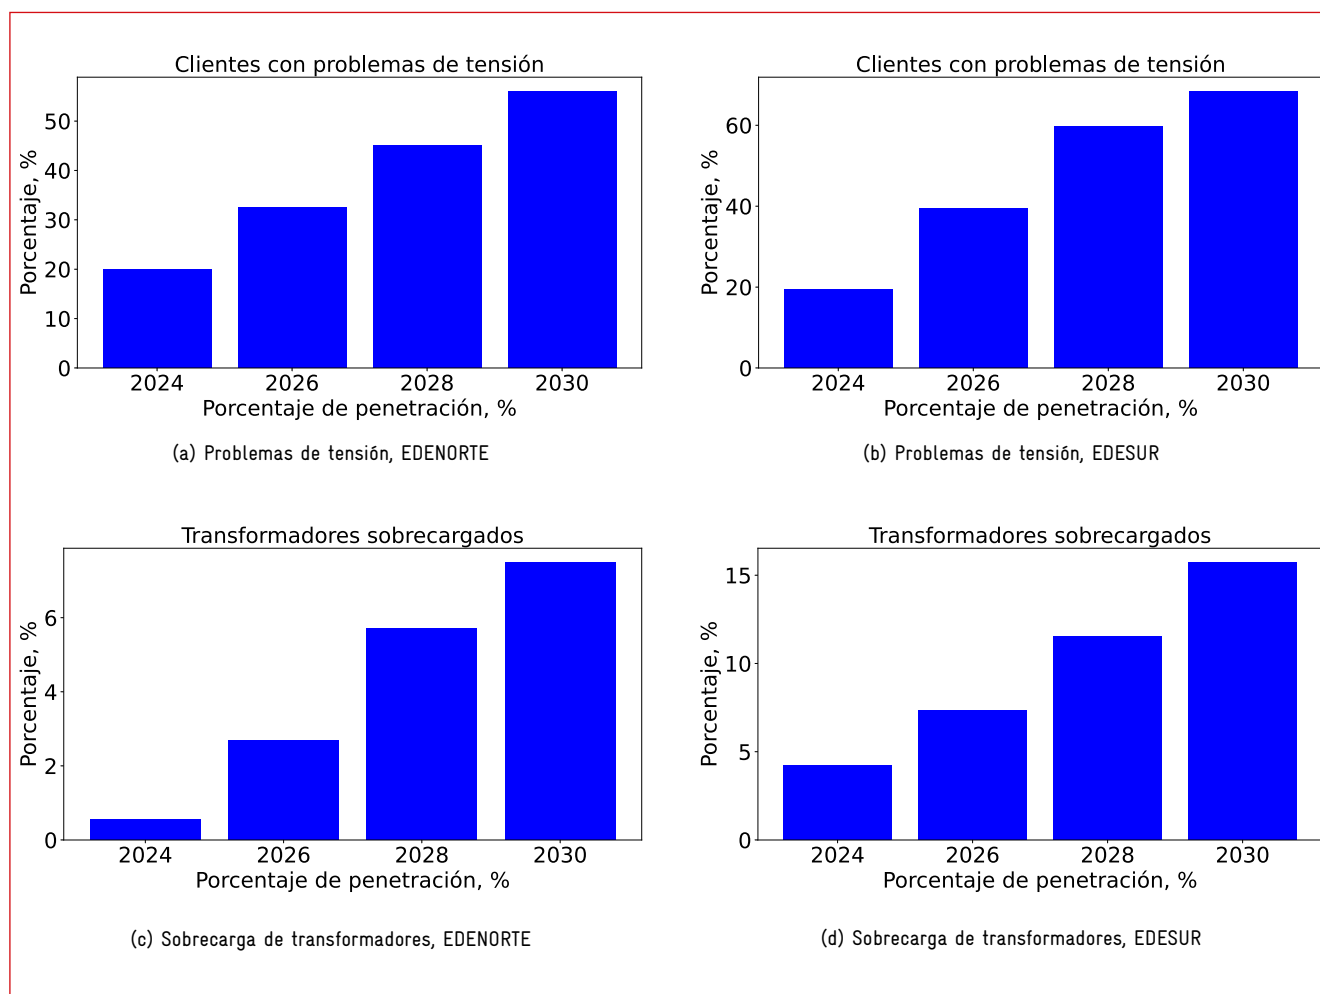 Clientes con problemas de tensión
Porcentaje, %
50
40
30
20
10
0
2024 2026 2028 2030
Porcentaje de penetración, %
(a) Problemas de tensión, EDENORTE
Clientes con problemas de tensión
Porcentaje, %
60
40
20
0
2024 2026 2028 2030
Porcentaje de penetración, %
(b) Problemas de tensión, EDESUR
Transformadores sobrecargados
Porcentaje, %
6
4
2
0
2024 2026 2028 2030
Porcentaje de penetración, %
(c) Sobrecarga de transformadores, EDENORTE
Transformadores sobrecargados
Porcentaje, %
15
10
5
0
2024 2026 2028 2030
Porcentaje de penetración, %
(d) Sobrecarga de transformadores, EDESUR